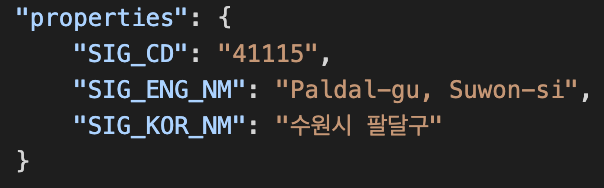 "properties": {
"SIG_CD": "41115",
"SIG_ENG_NM": "Paldal-gu, Suwon-si",
"SIG_KOR_NM": "수원시 팔달구"
}